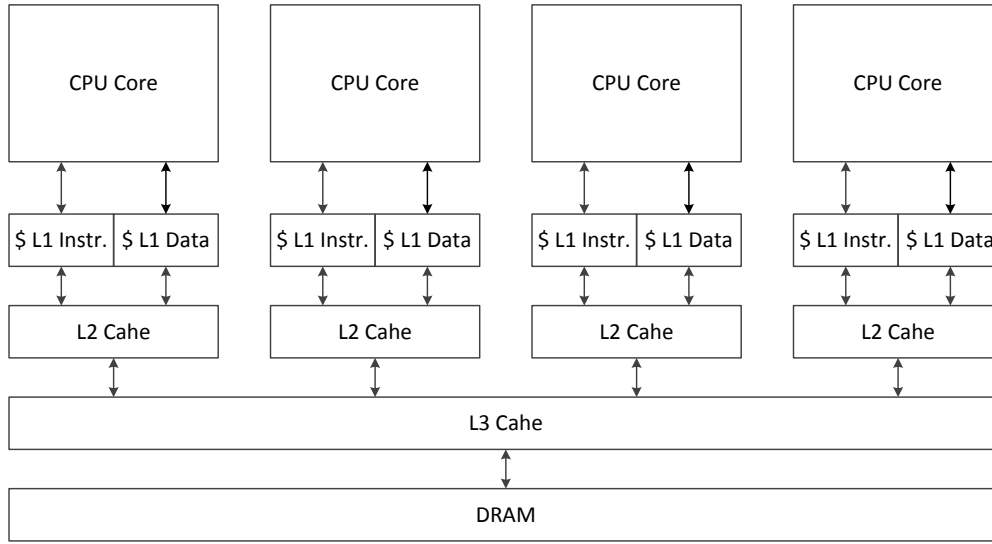 CPU Core
CPU Core
CPU Core
CPU Core
$ L1 Instr.
$ L1 Data
$ L1 Instr.
$ L1 Data
$ L1 Instr.
$ L1 Data
$ L1 Instr.
$ L1 Data
L2 Cahe
L2 Cahe
L2 Cahe
L2 Cahe
L3 Cahe
DRAM